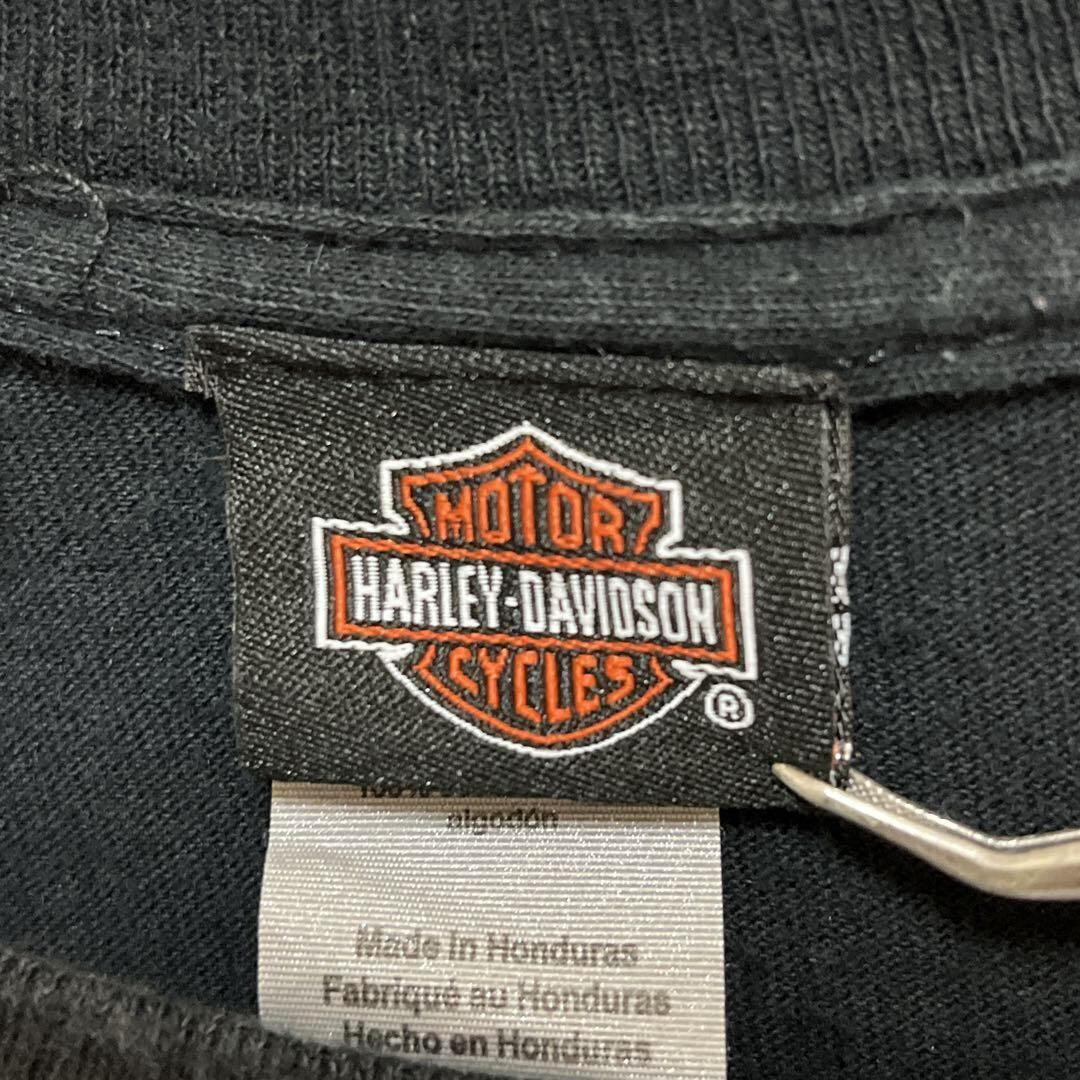 MOTOR
HARLEY-DAVIDSON
CYCLES
®
algodón
Made in Honduras
Fabriqué au Honduras
Hecho en Honduras